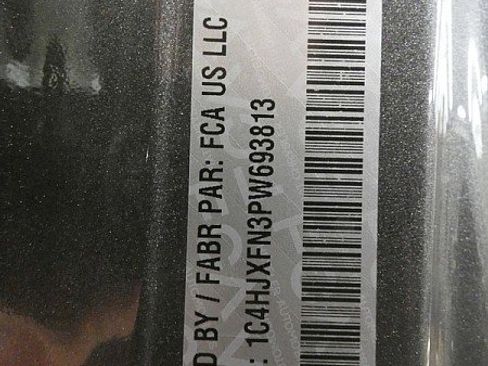 D BY / FABR PAR: FCA US LLC
: 1C4HJXFN3PW693813